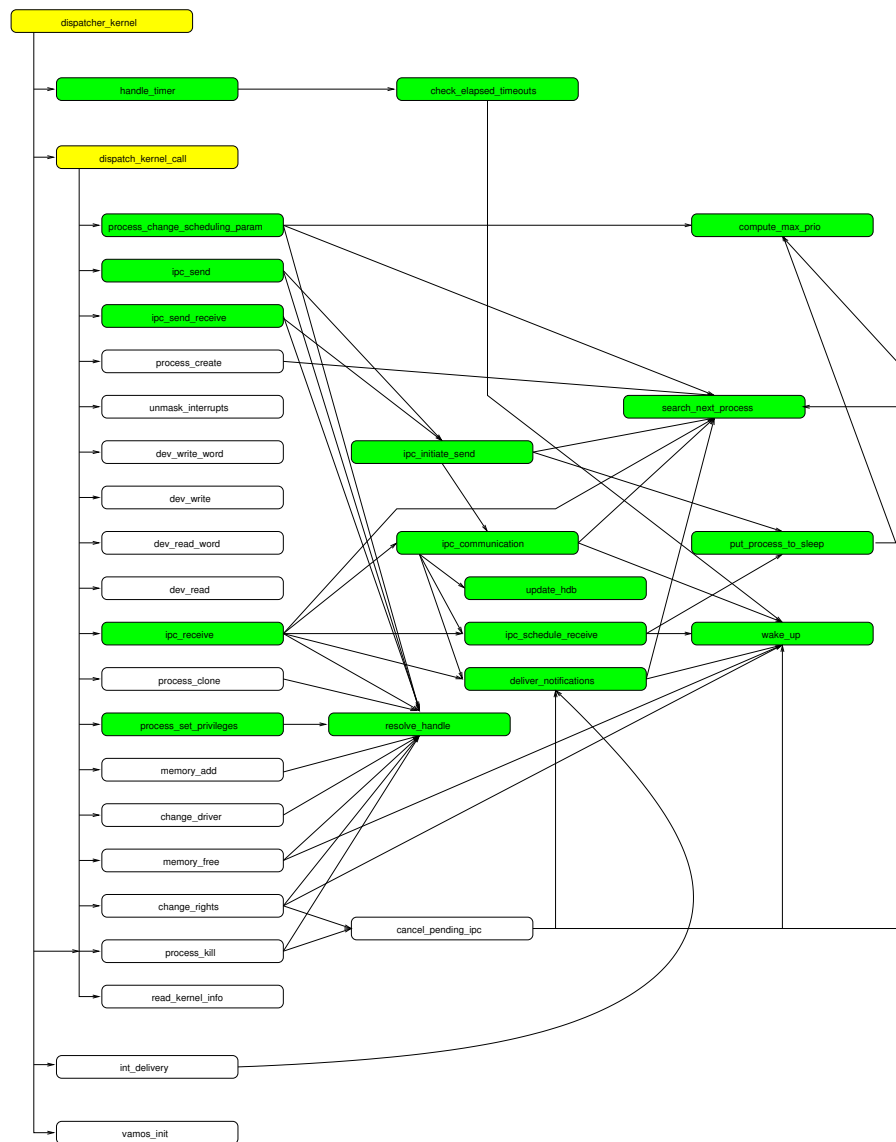 dispatcher_kernel
handle_timer
check_elapsed_timeouts
dispatch_kernel_call
process_change_scheduling_param
compute_max_prio
ipc_send
ipc_send_receive
process_create
unmask_interrupts
search_next_process
dev_write_word
ipc_initiate_send
dev_write
dev_read_word
ipc_communication
put_process_to_sleep
dev_read
update_hdb
ipc_receive
ipc_schedule_receive
wake_up
process_clone
deliver_notifications
process_set_privileges
resolve_handle
memory_add
change_driver
memory_free
change_rights
cancel_pending_ipc
process_kill
read_kernel_info
int_delivery
vamos_init